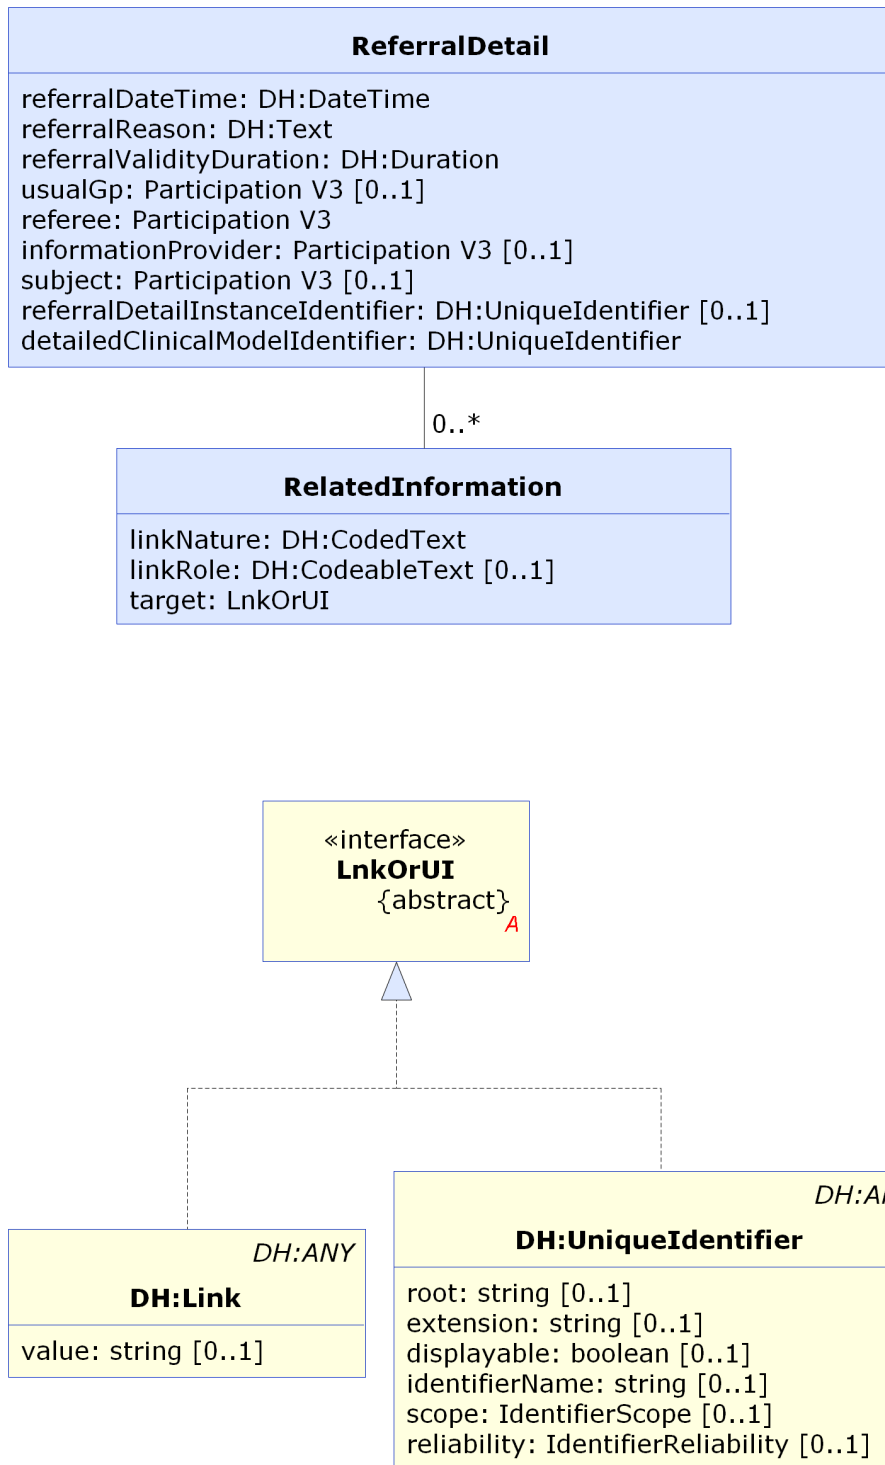 ReferralDetail
referralDateTime: DH:DateTime
referralReason: DH:Text
referralValidityDuration: DH:Duration
usualGp: Participation V3 [0..1]
referee: Participation V3
informationProvider: Participation V3 [0..1]
subject: Participation V3 [0..1]
referralDetailInstanceIdentifier: DH:UniqueIdentifier [0..1]
detailedClinicalModelIdentifier: DH:UniqueIdentifier
0..*
RelatedInformation
linkNature: DH:CodedText
linkRole: DH:CodeableText [0..1]
target: LnkOrUI
«interface»
LnkOrUI
{abstract}
A
DH:ANY
DH:Link
value: string [0..1]
DH:UniqueIdentifier
root: string [0..1]
extension: string [0..1]
displayable: boolean [0..1]
identifierName: string [0..1]
scope: IdentifierScope [0..1]
reliability: IdentifierReliability [0..1]